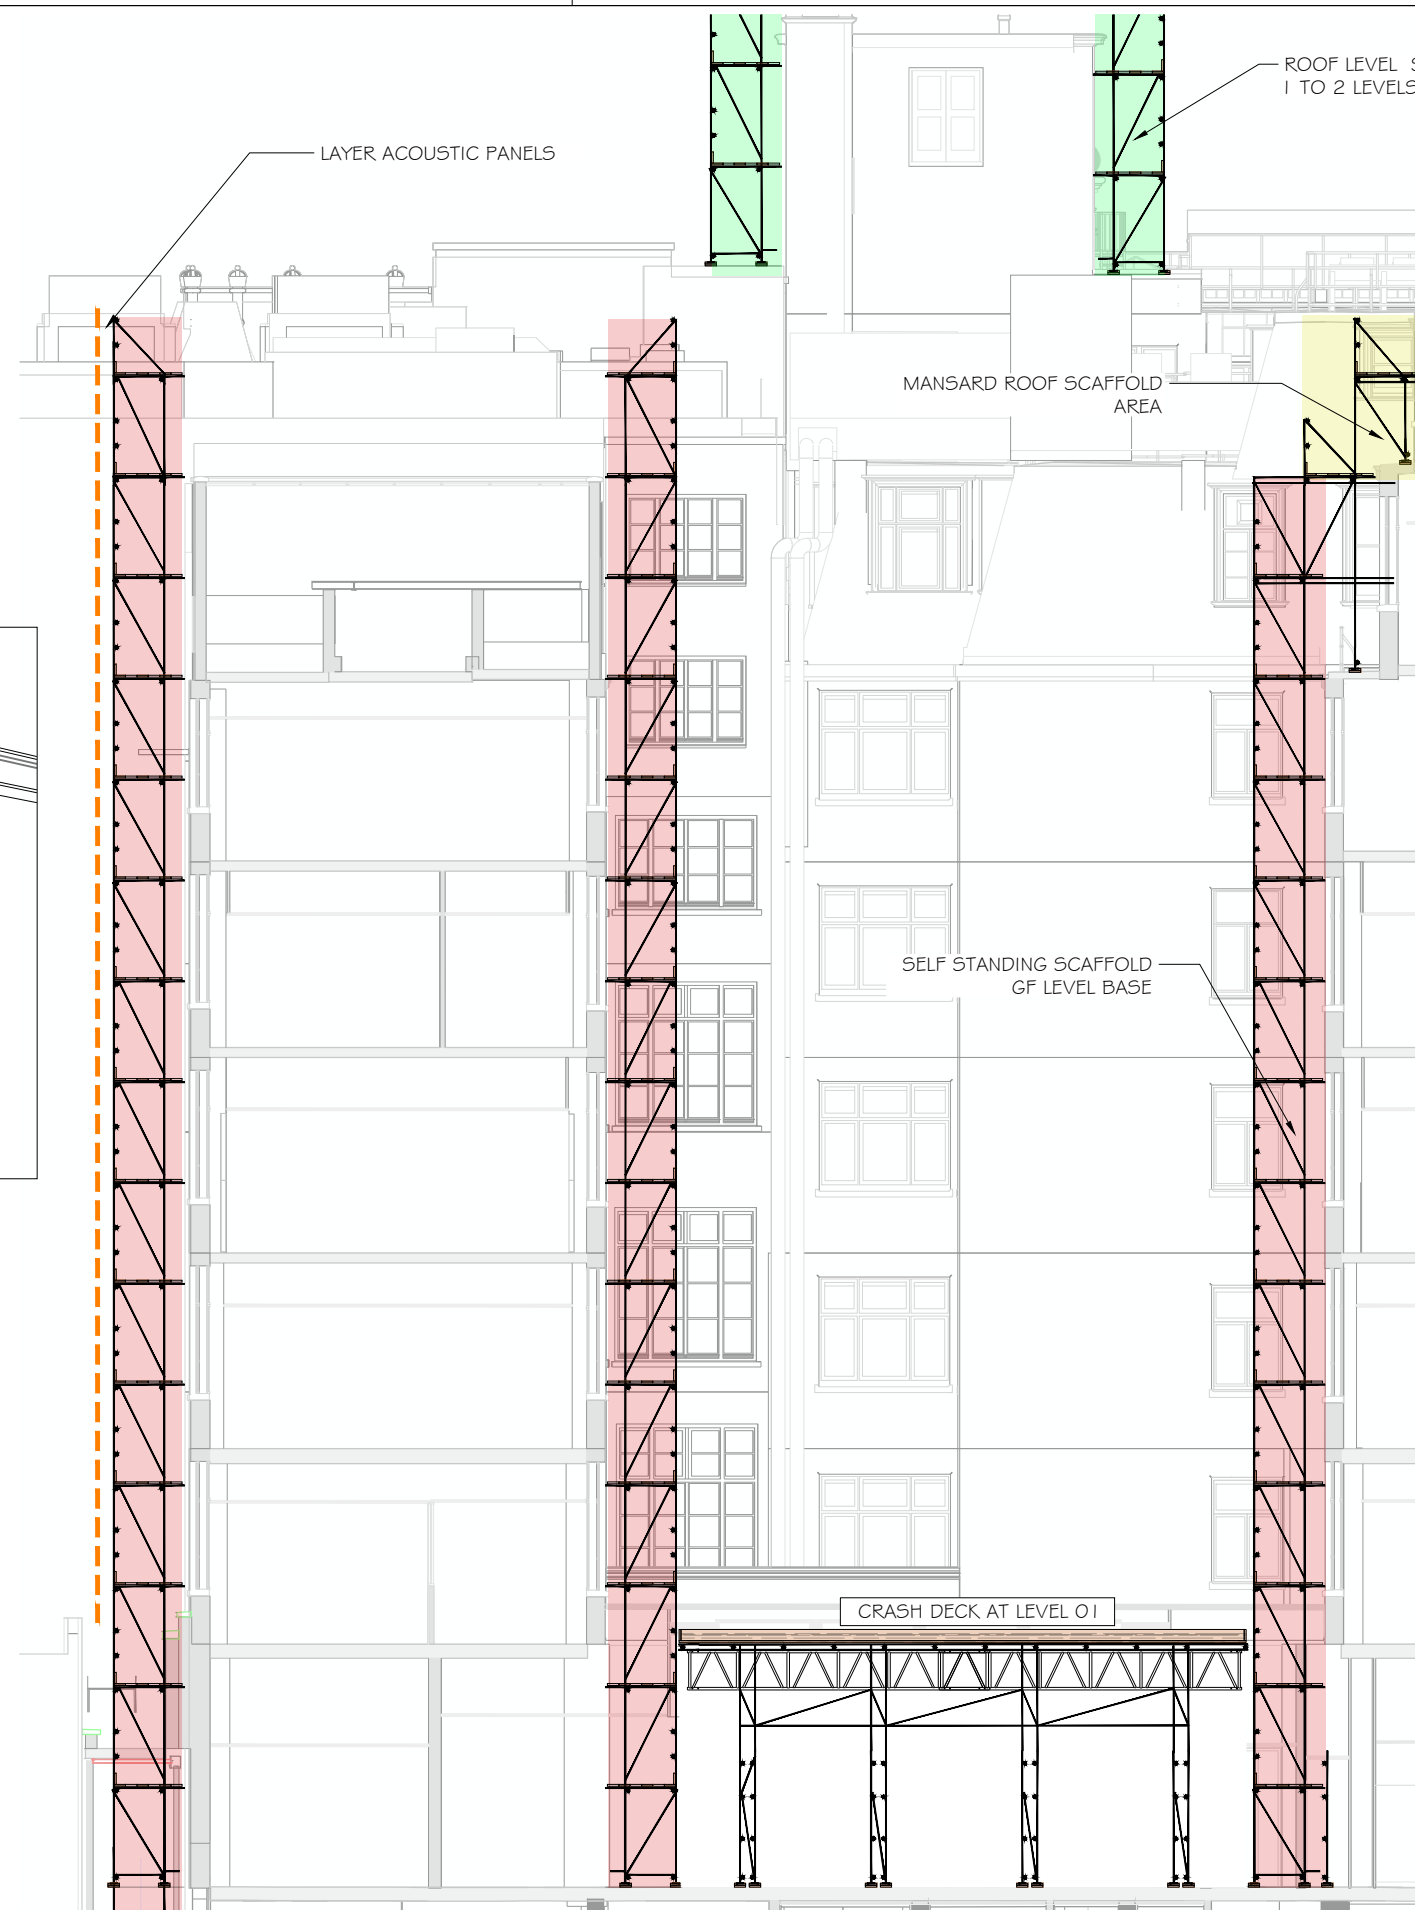 ROOF LEVEL
1 TO 2 LEVELS
LAYER ACOUSTIC PANELS
MANSARD ROOF SCAFFOLD
AREA
SELF STANDING SCAFFOLD
GF LEVEL BASE
CRASH DECK AT LEVEL 01